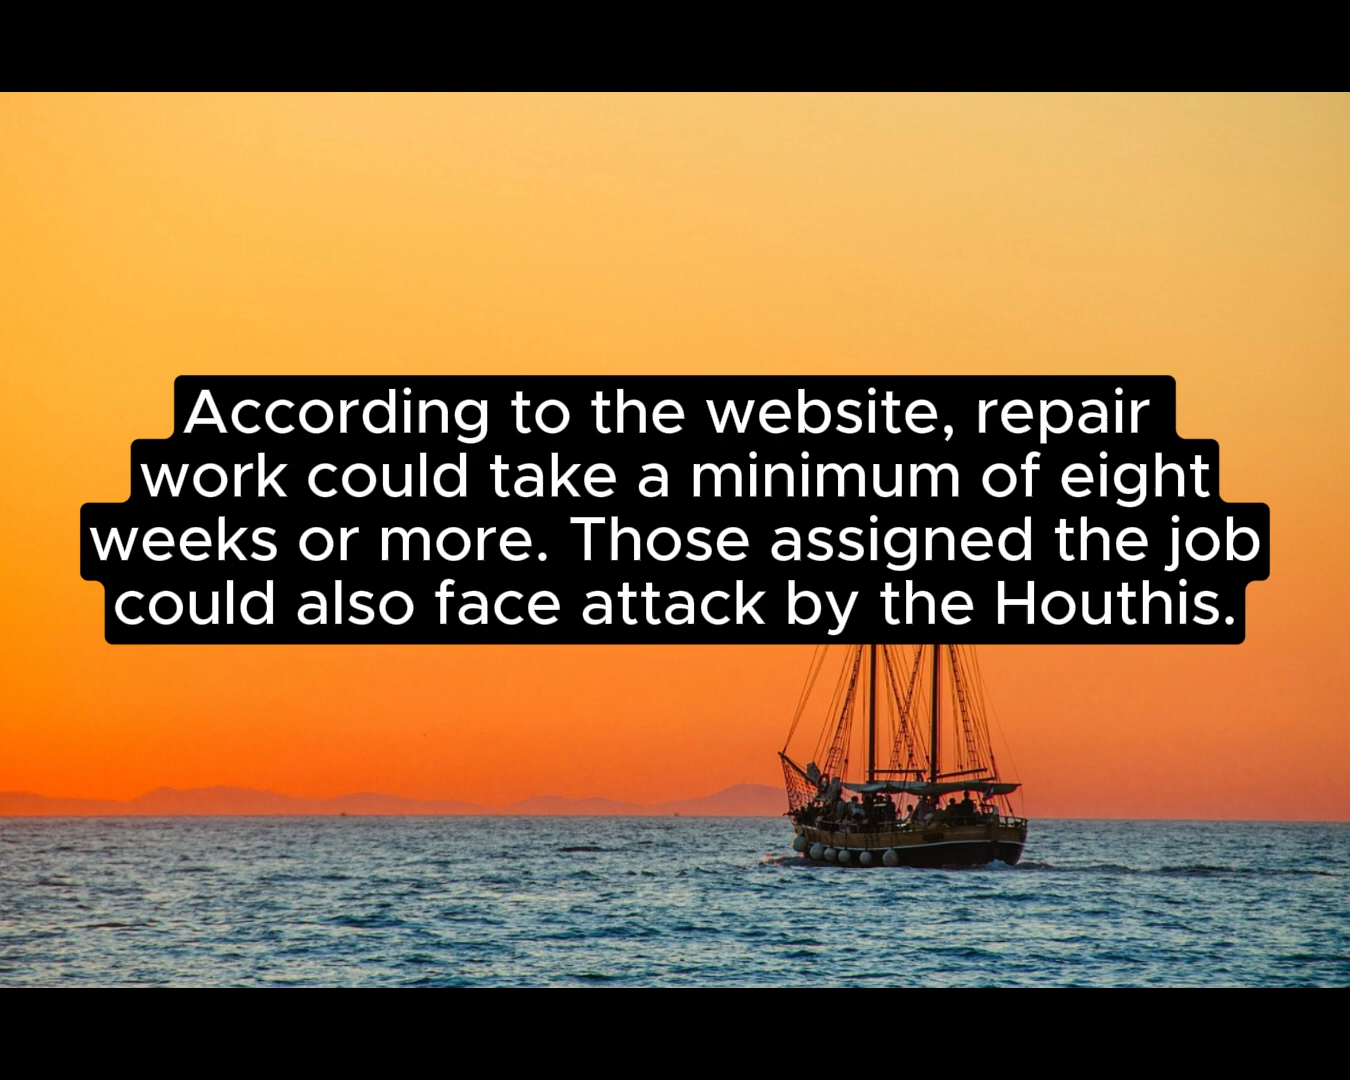 According to the website, repair
work could take a minimum of eight
weeks or more. Those assigned the job
could also face attack by the Houthis.